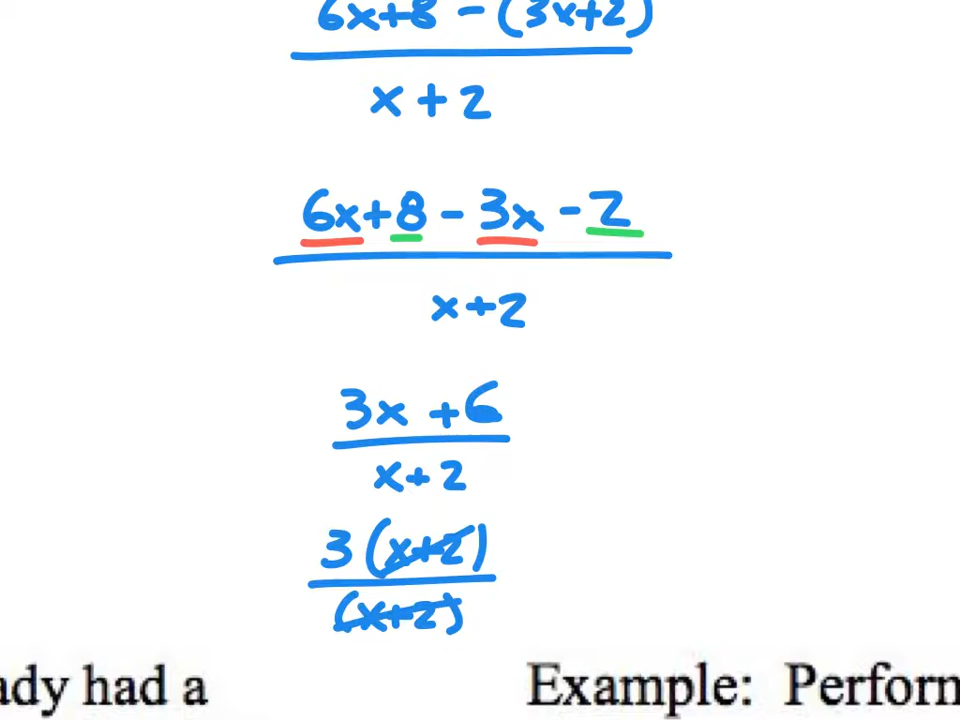 6x+8 - (3x+2)
x + 2
6x+8 - 3x - 2
x+2
3x +6
x+2
3 (x+2)
(x+2)
ady had a
Example: Perform